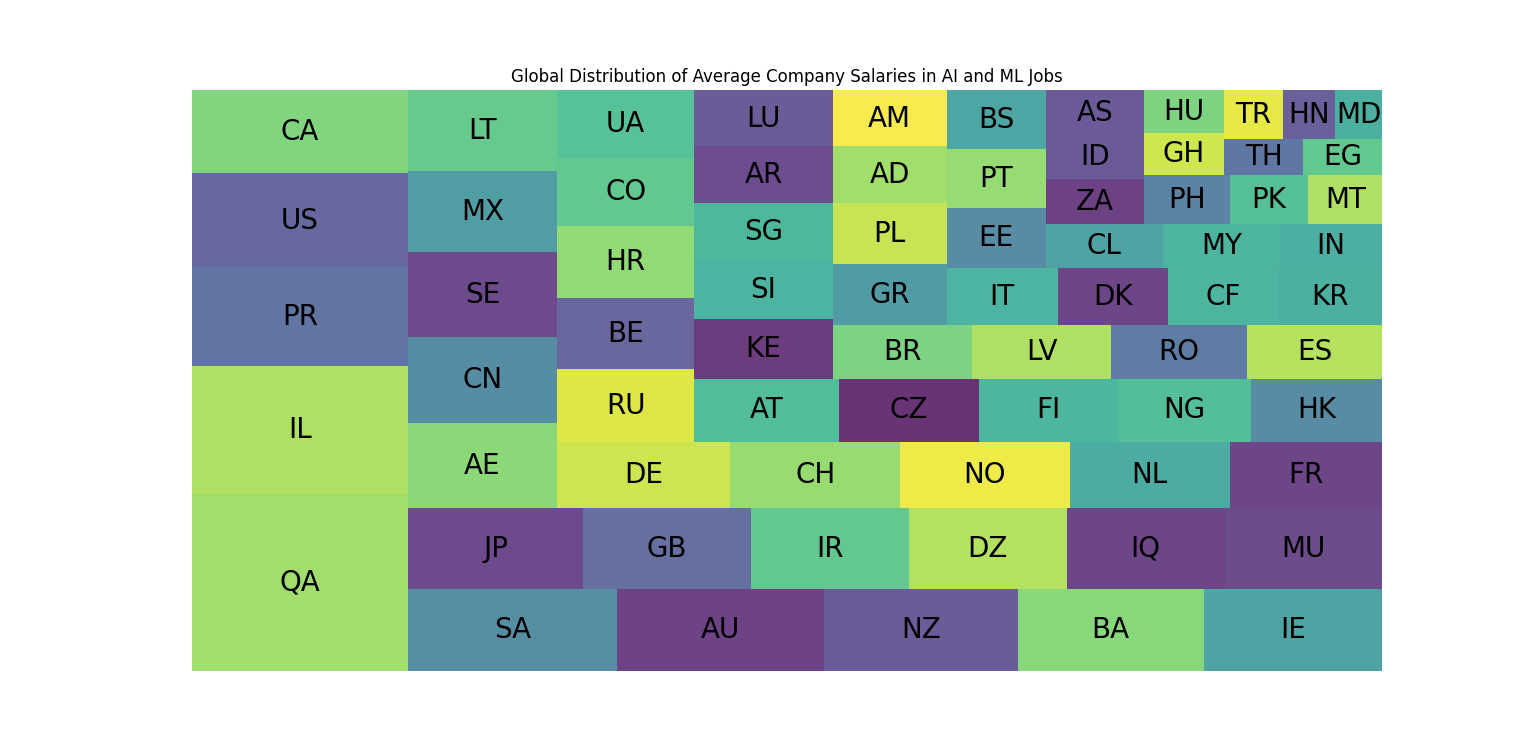 Global Distribution of Average Company Salaries in AI and ML Jobs
CA
US
PR
IL
QA
LT
MX
SE
CN
AE
UA
CO
HR
BE
RU
LU
AR
SG
SI
KE
AM
AD
PL
GR
BS
PT
EE
AS
ID
ZA
HU
GH
TR
HN
MD
TH
EG
PH
PK
MT
CL
MY
IN
IT
DK
CF
KR
BR
LV
RO
ES
AT
CZ
FI
NG
HK
DE
CH
NO
NL
FR
JP
GB
IR
DZ
IQ
MU
SA
AU
NZ
BA
IE